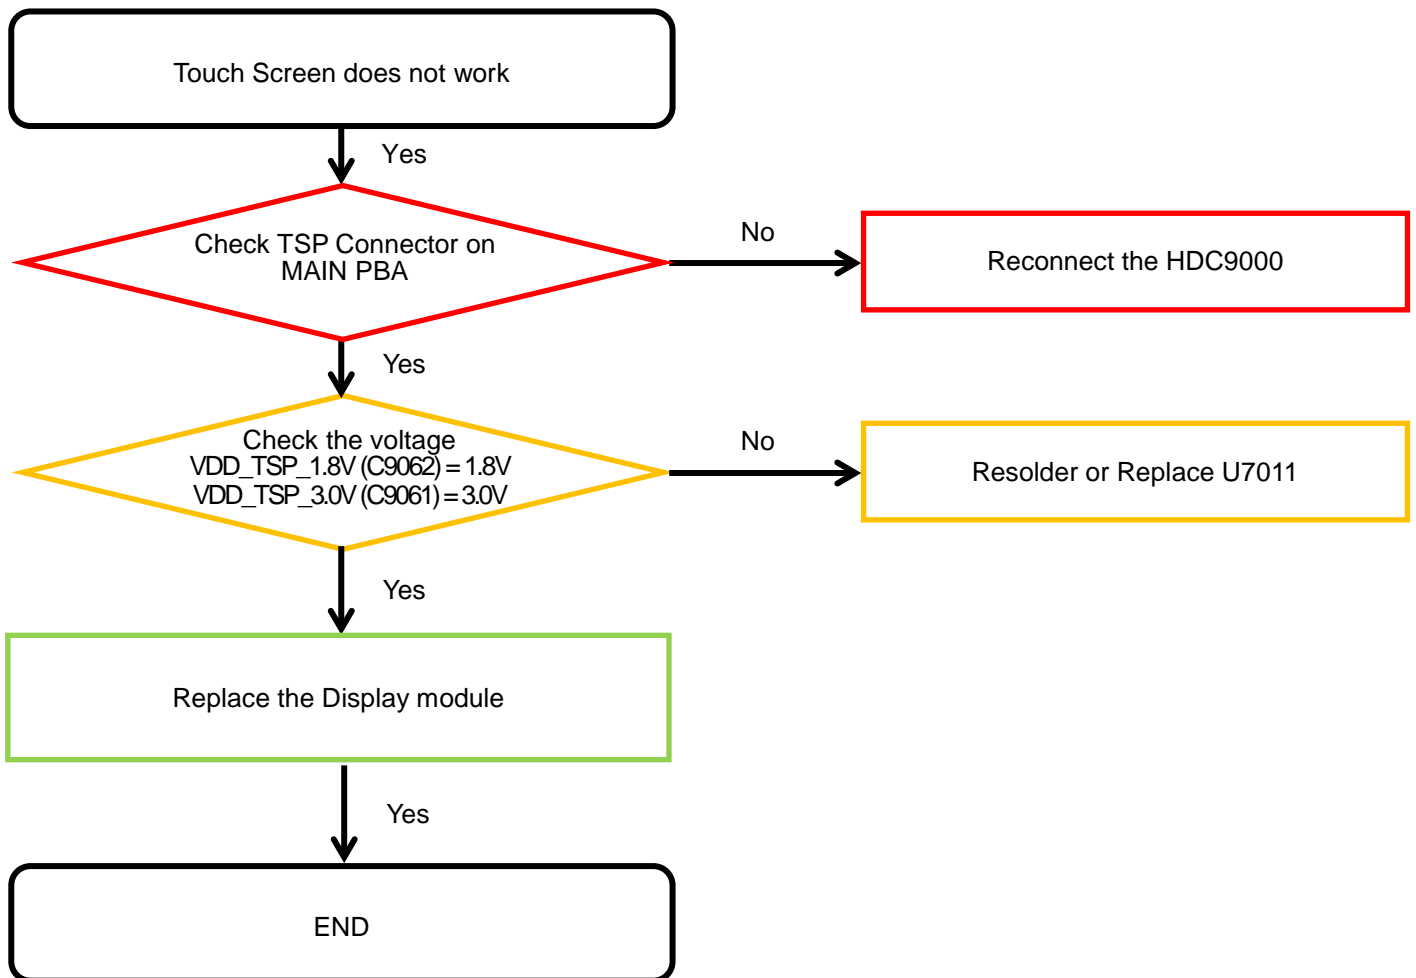 Touch Screen does not work
Yes
Check TSP Connector on
MAIN PBA
No
Reconnect the HDC9000
Yes
Check the voltage
VDD_TSP_1.8V (C9062) = 1.8V
VDD_TSP_3.0V (C9061) = 3.0V
No
Resolder or Replace U7011
Yes
Replace the Display module
Yes
END